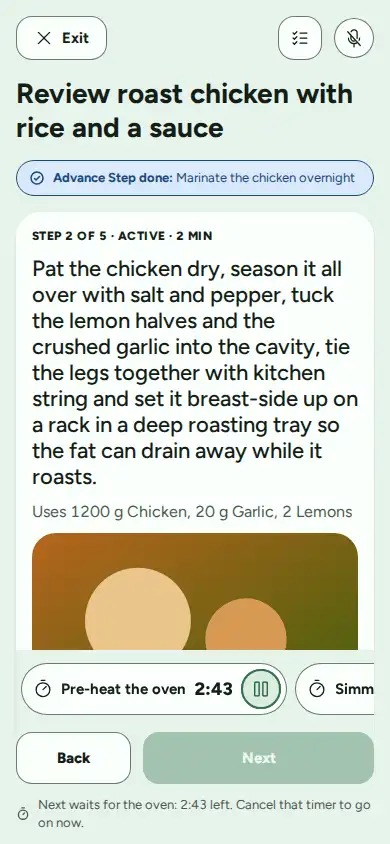 Exit
Review roast chicken with
rice and a sauce
Advance Step done: Marinate the chicken overnight
STEP 2 OF 5 · ACTIVE · 2 MIN
Pat the chicken dry, season it all
over with salt and pepper, tuck
the lemon halves and the
crushed garlic into the cavity, tie
the legs together with kitchen
string and set it breast-side up on
a rack in a deep roasting tray so
the fat can drain away while it
roasts.
Uses 1200 g Chicken, 20 g Garlic, 2 Lemons
Pre-heat the oven 2:43
Simm
Back
Next
Next waits for the oven: 2:43 left. Cancel that timer to go
on now.